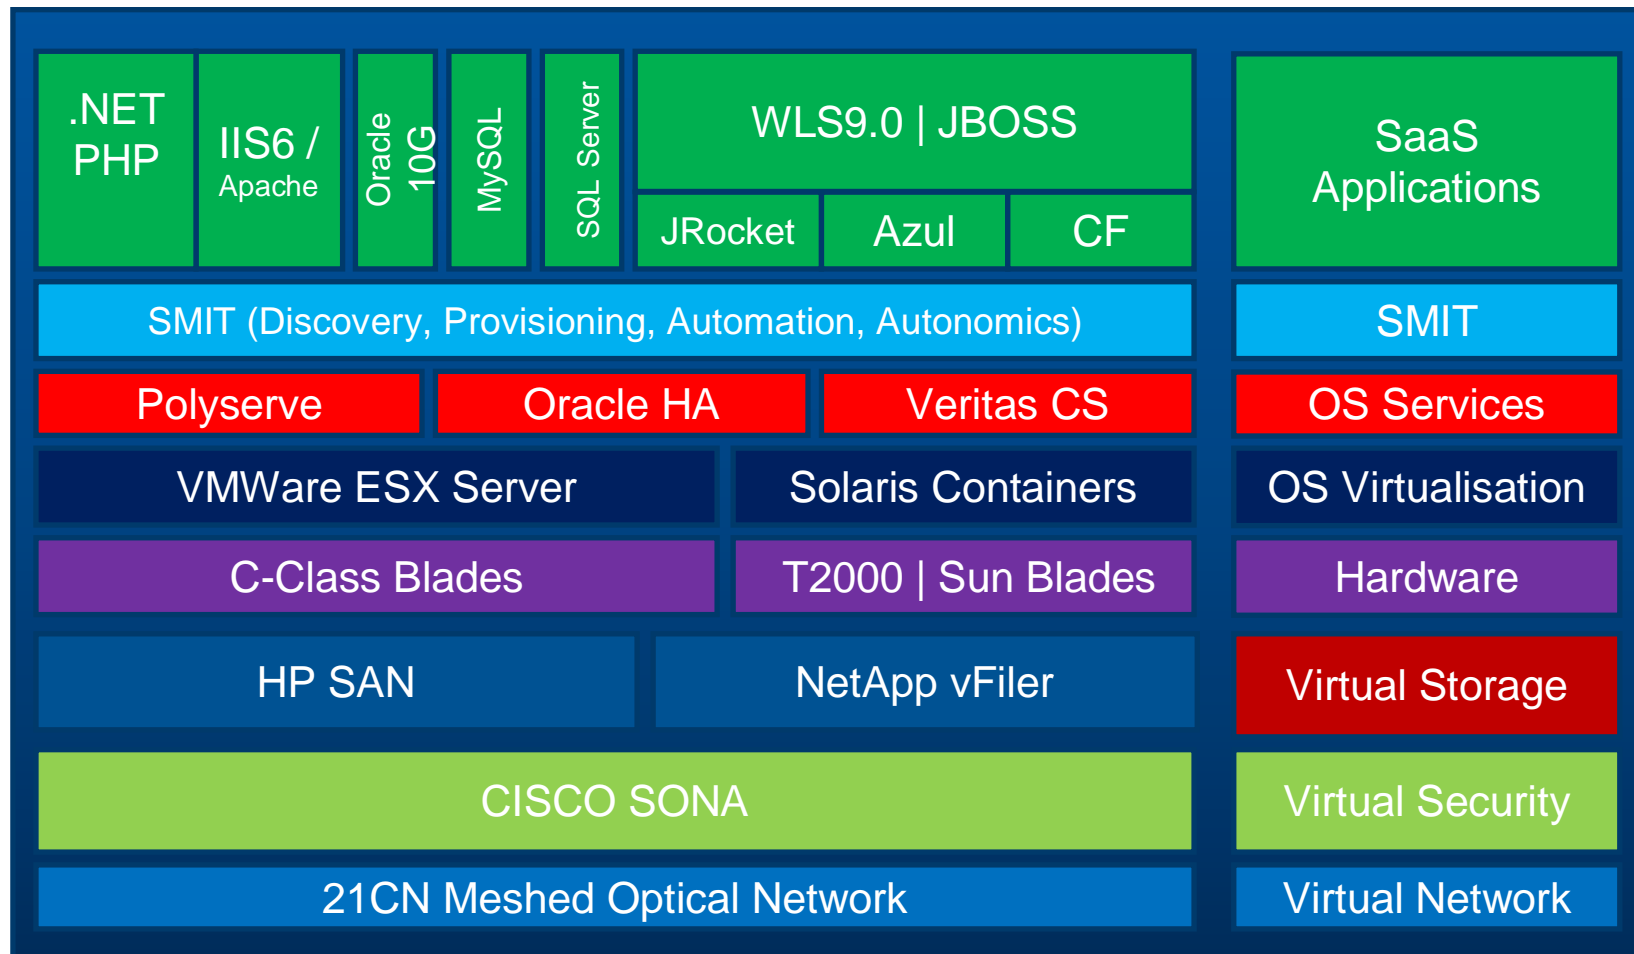 .NET
PHP
IIS6 /
Apache
Oracle
10G
MySQL
SQL Server
WLS9.0 | JBOSS
JRocket
Azul
CF
SaaS
Applications
SMIT (Discovery, Provisioning, Automation, Autonomics)
SMIT
Polyserve
Oracle HA
Veritas CS
OS Services
VMWare ESX Server
Solaris Containers
OS Virtualisation
C-Class Blades
T2000 | Sun Blades
Hardware
HP SAN
NetApp vFiler
Virtual Storage
CISCO SONA
Virtual Security
21CN Meshed Optical Network
Virtual Network